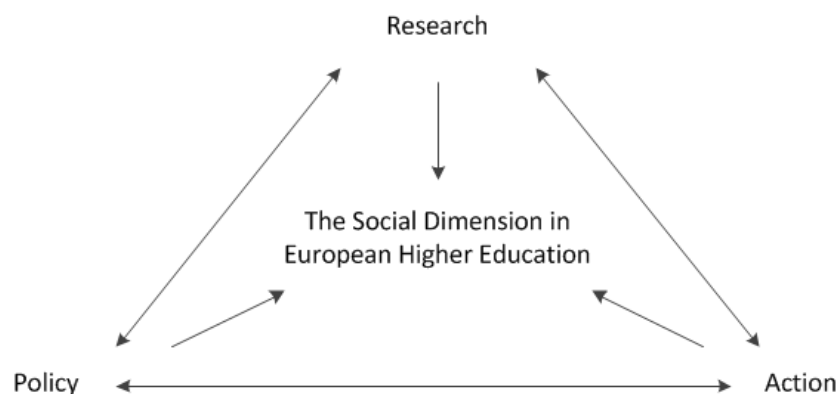 Research
The Social Dimension in
European Higher Education
Policy
Action